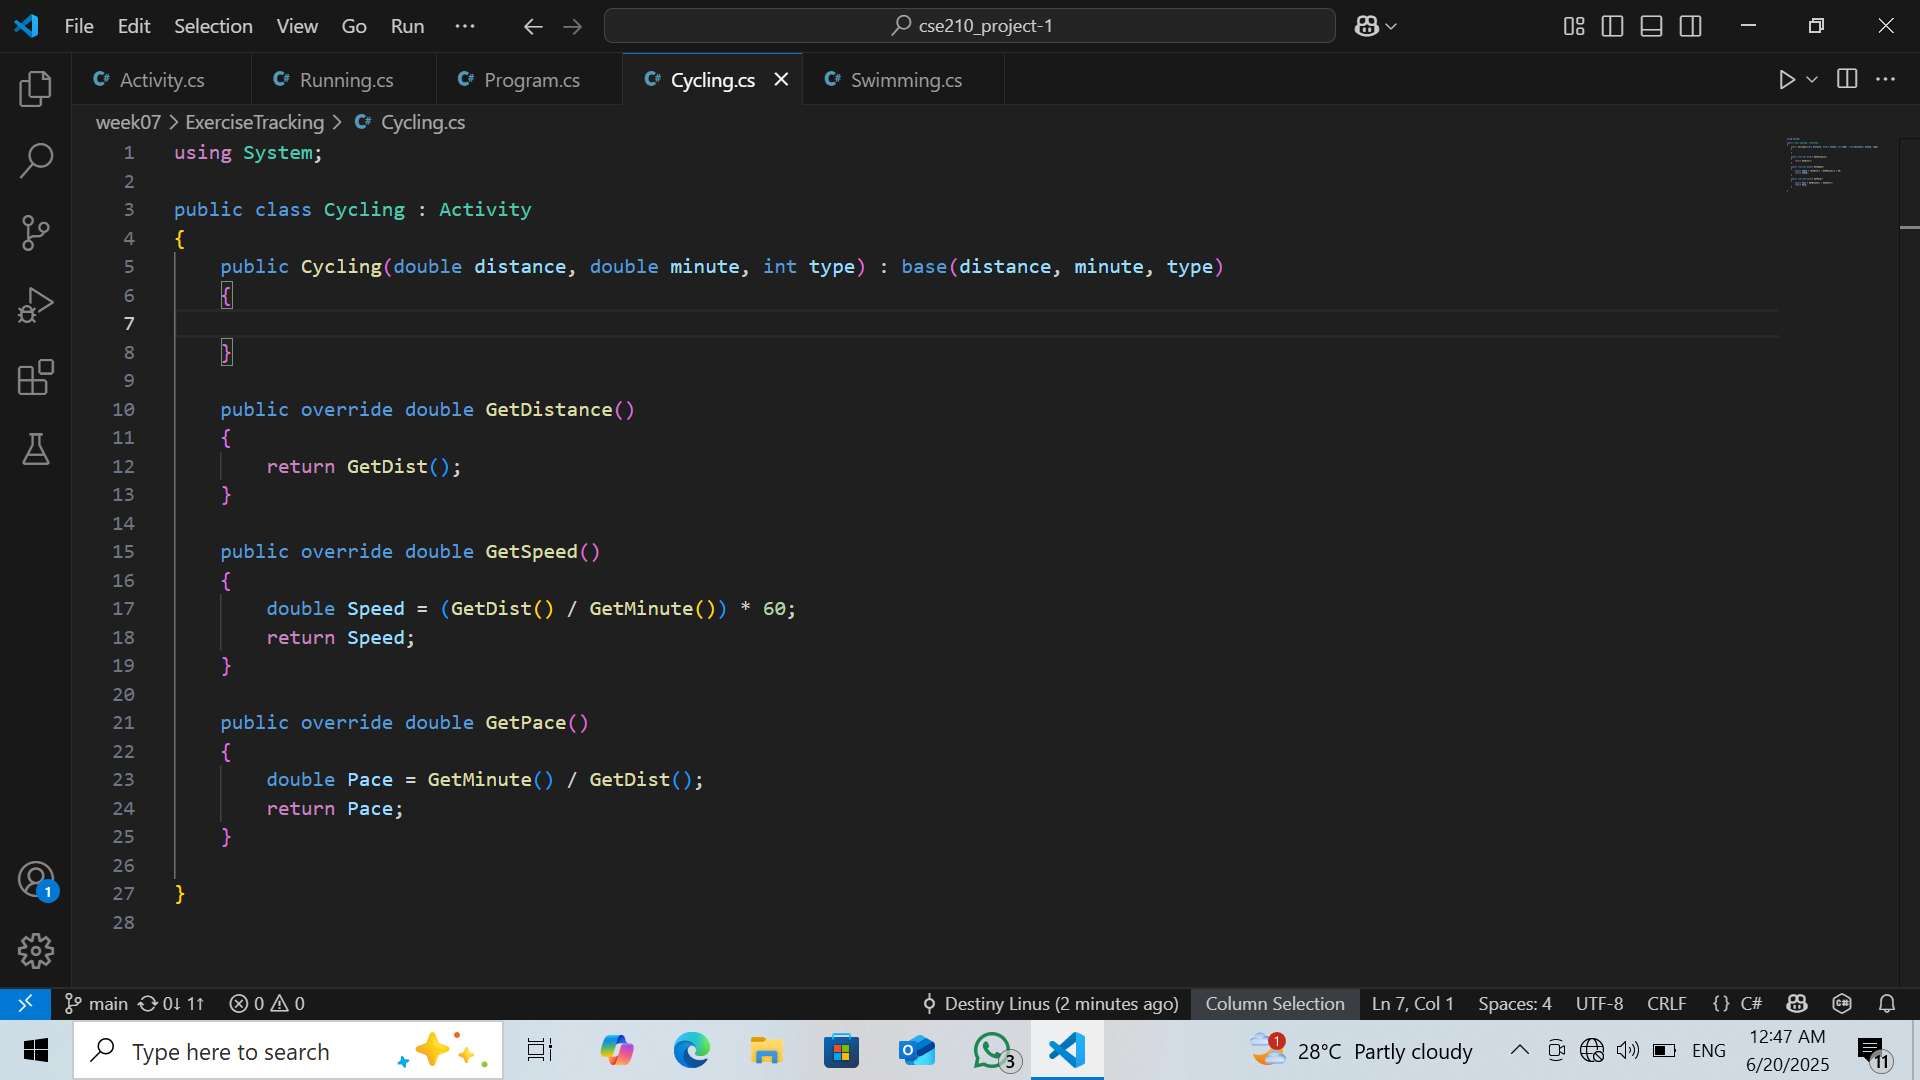 File Edit Selection View Go Run ··· cse210_project-1
Activity.cs Running.cs Program.cs Cycling.cs Swimming.cs
week07 > ExerciseTracking > Cycling.cs
1 using System;
2
3 public class Cycling : Activity
4 {
5 public Cycling(double distance, double minute, int type) : base(distance, minute, type)
6 {
7
8 }
9
10 public override double GetDistance()
11 {
12 return GetDist();
13 }
14
15 public override double GetSpeed()
16 {
17 double Speed = (GetDist() / GetMinute()) * 60;
18 return Speed;
19 }
20
21 public override double GetPace()
22 {
23 double Pace = GetMinute() / GetDist();
24 return Pace;
25 }
26
27 }
28
1
main 0↓ 1↑ 0 0 Destiny Linus (2 minutes ago) Column Selection Ln 7, Col 1 Spaces: 4 UTF-8 CRLF {} C#
Type here to search 3 1 28°C Partly cloudy ENG 12:47 AM
6/20/2025 11